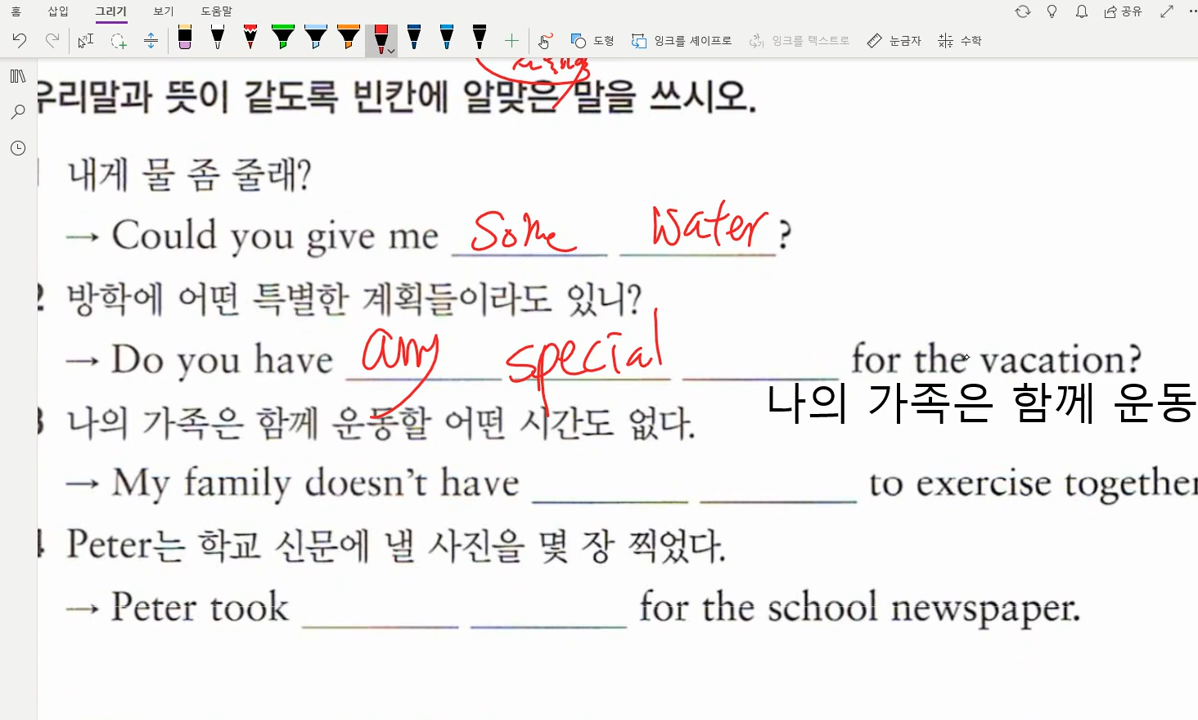 홈 삽입 그리기 보기 도움말 공유
도형 잉크를 셰이프로 잉크를 텍스트로 눈금자 수학
우리말과 뜻이 같도록 빈칸에 알맞은 말을 쓰시오.
내게 물 좀 줄래?
→ Could you give me some water ?
2 방학에 어떤 특별한 계획들이라도 있니?
→ Do you have any special for the vacation?
나의 가족은 함께 운동
3 나의 가족은 함께 운동할 어떤 시간도 없다.
→ My family doesn't have to exercise together
4 Peter는 학교 신문에 낼 사진을 몇 장 찍었다.
→ Peter took for the school newspaper.